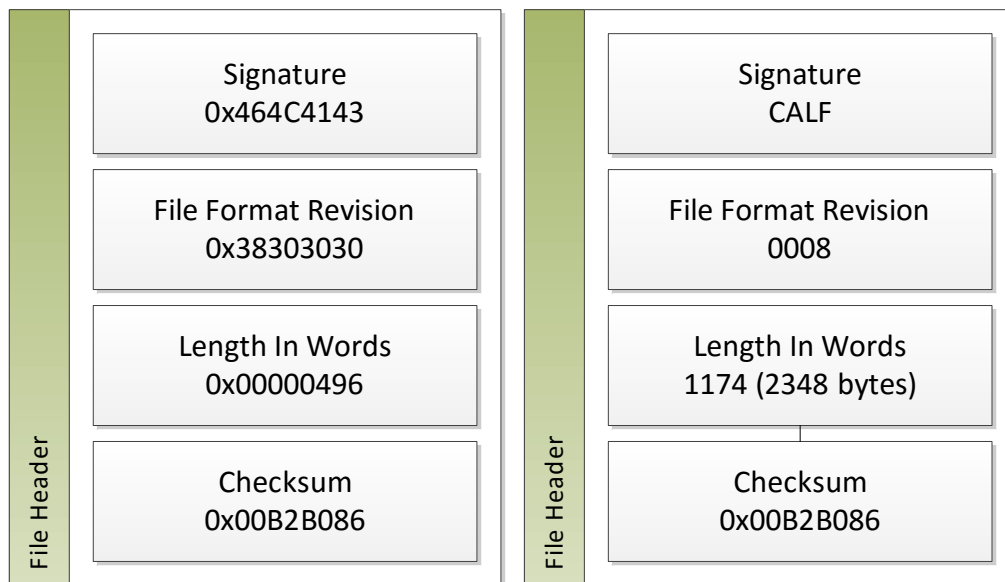 File Header
Signature
0x464C4143
File Format Revision
0x38303030
Length In Words
0x00000496
Checksum
0x00B2B086
File Header
Signature
CALF
File Format Revision
0008
Length In Words
1174 (2348 bytes)
Checksum
0x00B2B086